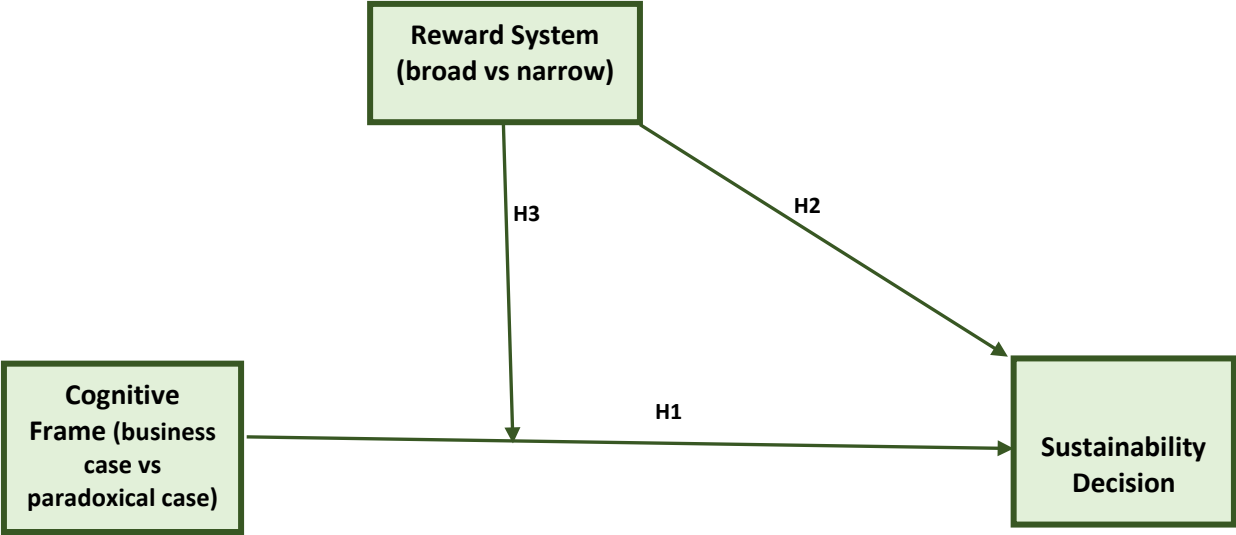 Reward System
(broad vs narrow)
H3
H2
H1
Cognitive
Frame (business
case vs
paradoxical case)
Sustainability
Decision